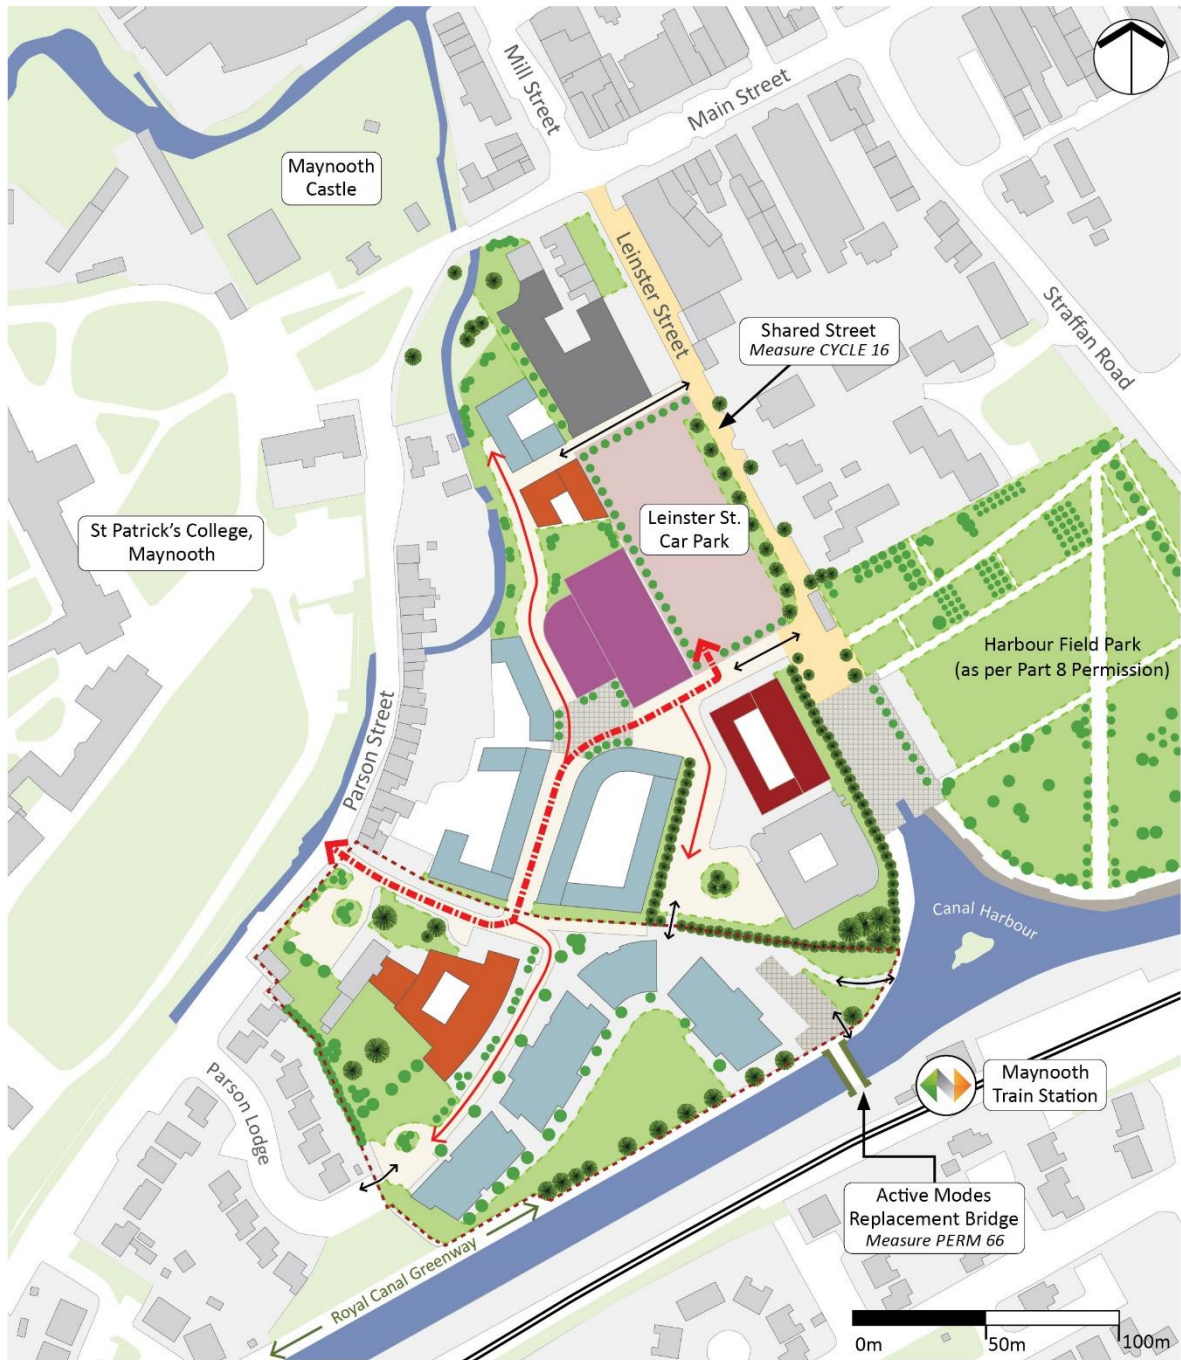 Mill Street
Main Street
Maynooth
Castle
Leinster Street
Straffan Road
Shared Street
Measure CYCLE 16
St Patrick's College,
Maynooth
Leinster St.
Car Park
Harbour Field Park
(as per Part 8 Permission)
Parson Street
Canal Harbour
Parson Lodge
Maynooth
Train Station
Active Modes
Replacement Bridge
Measure PERM 66
Royal Canal Greenway
0m 50m 100m